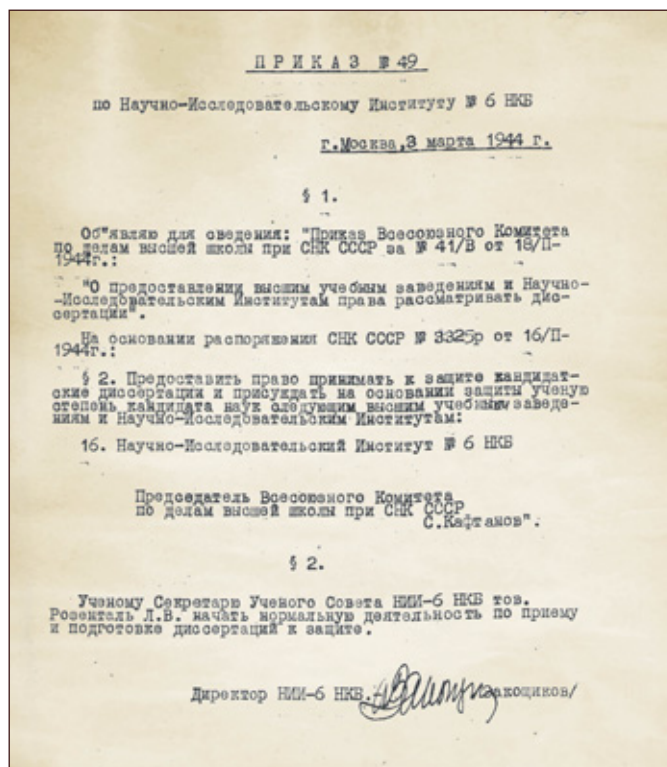 ПРИКАЗ № 49
по Научно-Исследовательскому Институту № 6 НКБ
г.Москва, 3 марта 1944 г.
§ 1.
Об"являю для сведения: "Приказ Всесоюзного Комитета
по делам высшей школы при СНК СССР за № 41/В от 18/П-
1944г.:
"О предоставлении высшим учебным заведениям и Научно-
-Исследовательским Институтам права рассматривать дис-
сертации".
На основании распоряжения СНК СССР № 3325р от 16/П-
1944г.:
§ 2. Предоставить право принимать к защите кандидат-
ские диссертации и присуждать на основании защиты ученую
степень кандидата наук следующим высшим учебным заведе-
ниям и Научно-Исследовательским Институтам:
16. Научно-Исследовательский Институт № 6 НКБ
Председатель Всесоюзного Комитета
по делам высшей школы при СНК СССР
С.Кафтанов".
§ 2.
Ученому Секретарю Ученого Совета НИИ-6 НКБ тов.
Розенталь Л.В. начать нормальную деятельность по приему
и подготовке диссертаций к защите.
Директор НИИ-6 НКБ. Закощиков/